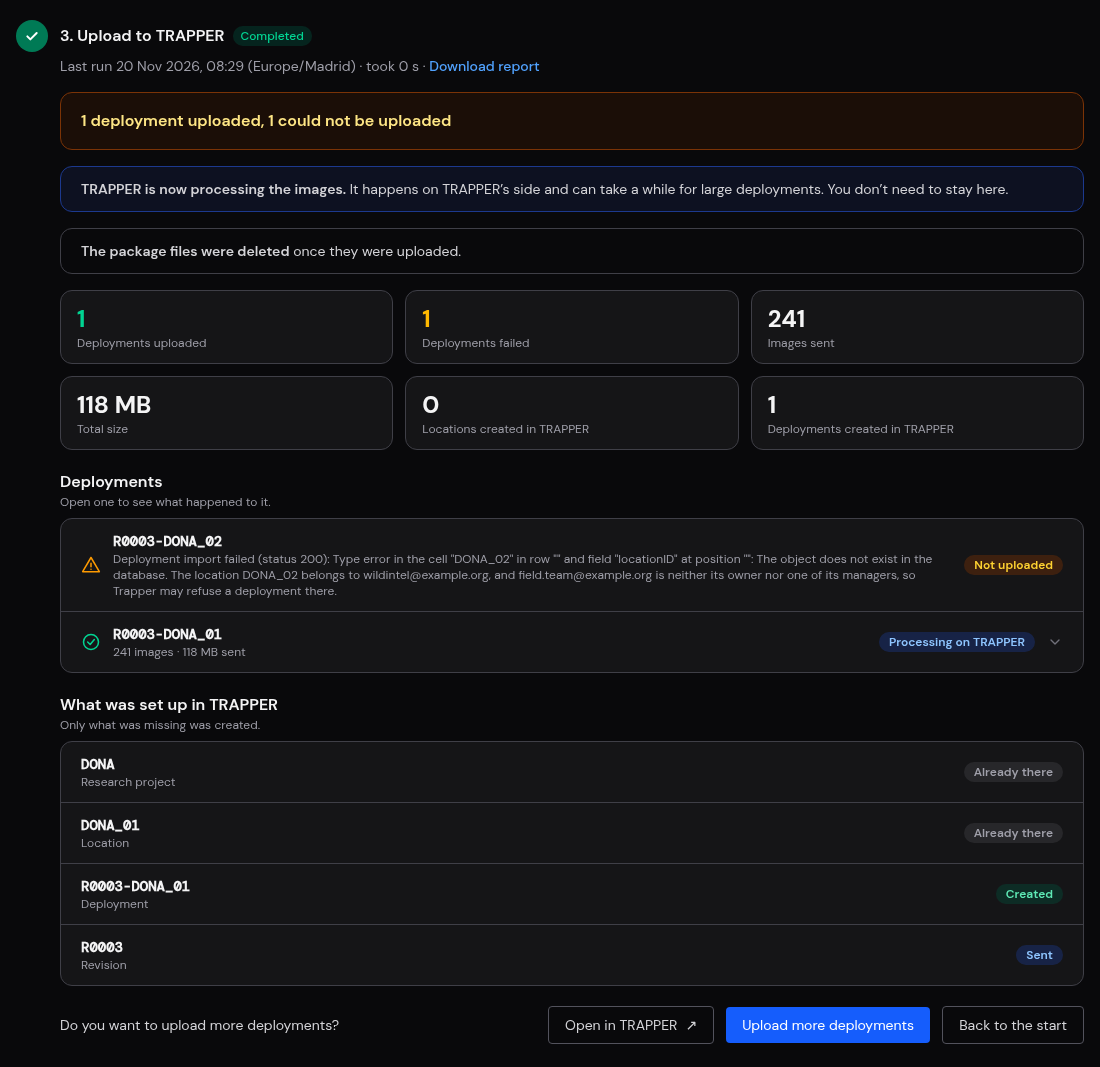 3. Upload to TRAPPER Completed
Last run 20 Nov 2026, 08:29 (Europe/Madrid) · took 0 s · Download report
1 deployment uploaded, 1 could not be uploaded
TRAPPER is now processing the images. It happens on TRAPPER’s side and can take a while for large deployments. You don’t need to stay here.
The package files were deleted once they were uploaded.
1
Deployments uploaded
1
Deployments failed
241
Images sent
118 MB
Total size
0
Locations created in TRAPPER
1
Deployments created in TRAPPER
Deployments
Open one to see what happened to it.
R0003-DONA_02
Deployment import failed (status 200): Type error in the cell "DONA_02" in row "" and field "locationID" at position "": The object does not exist in the
database. The location DONA_02 belongs to wildintel@example.org, and field.team@example.org is neither its owner nor one of its managers, so
Trapper may refuse a deployment there.
Not uploaded
R0003-DONA_01
241 images · 118 MB sent
Processing on TRAPPER
What was set up in TRAPPER
Only what was missing was created.
DONA
Research project
Already there
DONA_01
Location
Already there
R0003-DONA_01
Deployment
Created
R0003
Revision
Sent
Do you want to upload more deployments?
Open in TRAPPER ↗
Upload more deployments
Back to the start